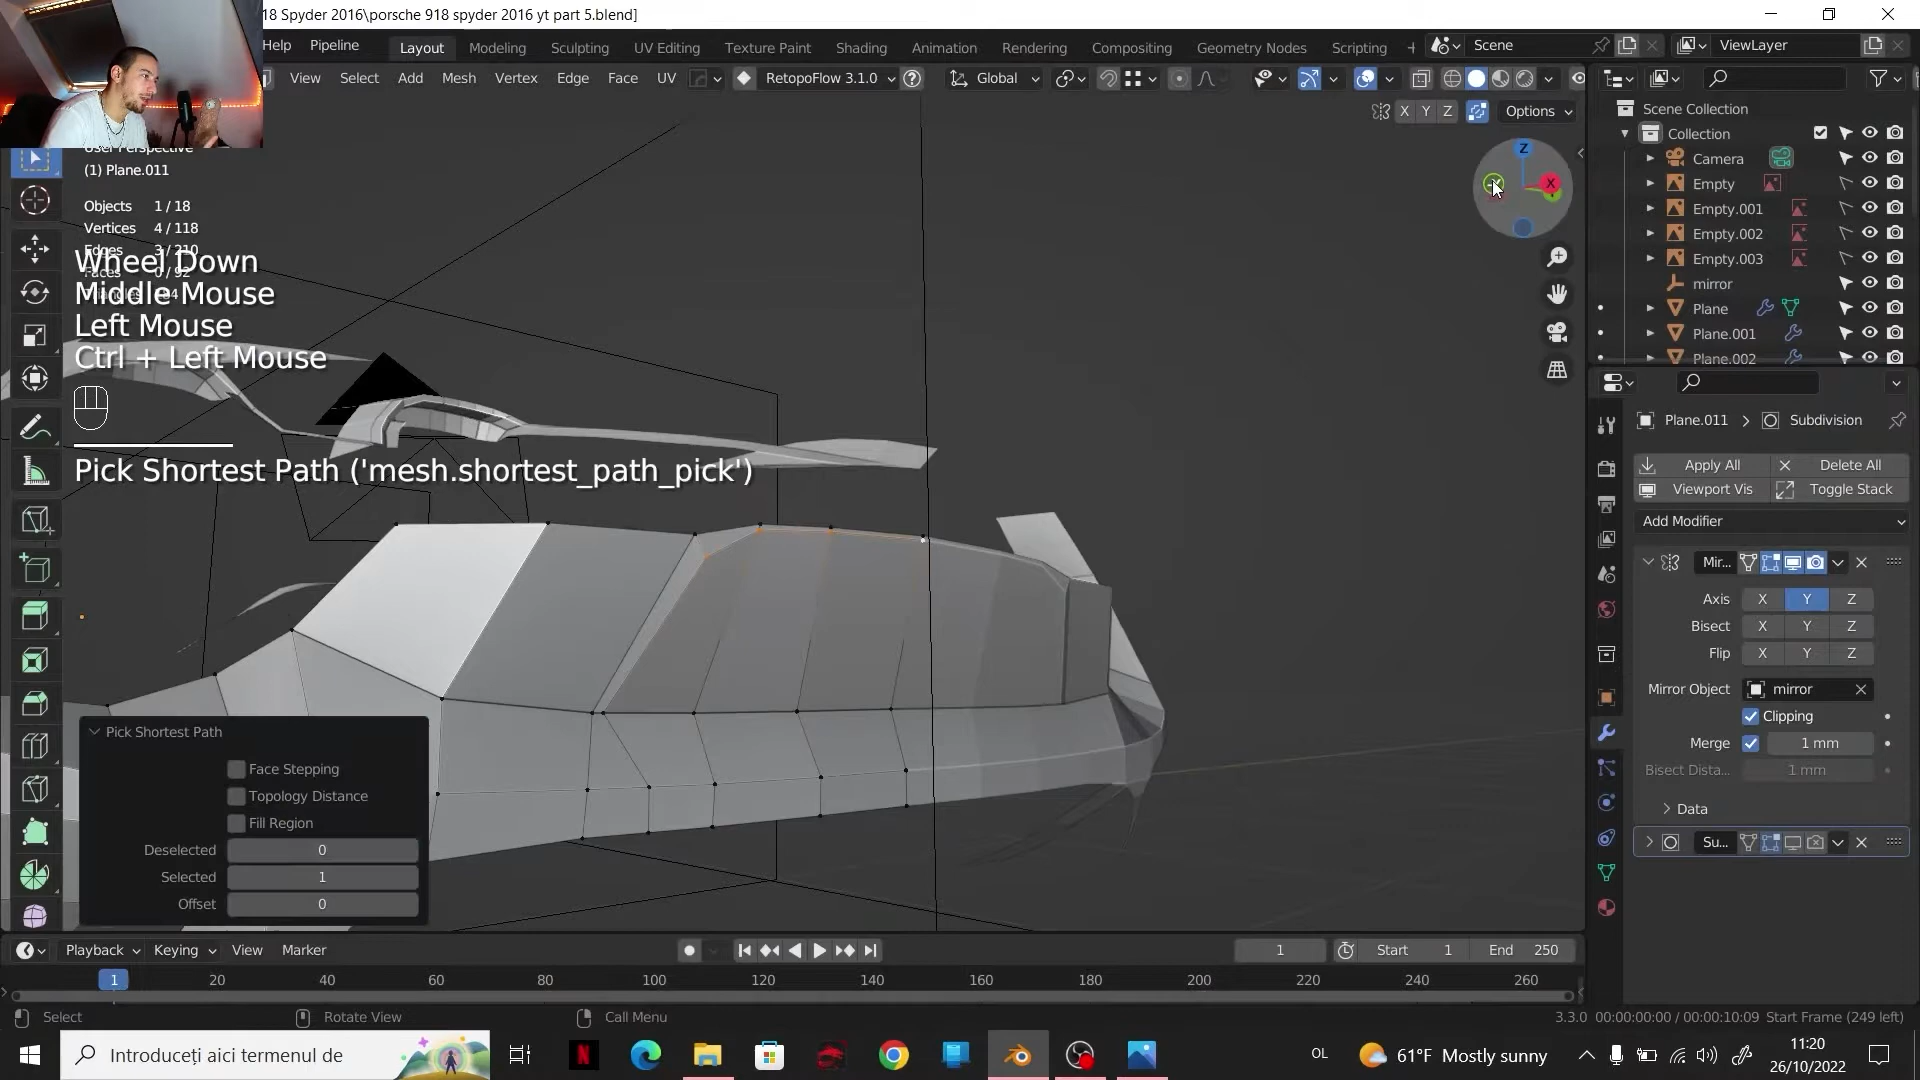 18 Spyder 2016\porsche 918 spyder 2016 yt part 5.blend]
Help Pipeline Layout Modeling Sculpting UV Editing Texture Paint Shading Animation Rendering Compositing Geometry Nodes Scripting + Scene ViewLayer
View Select Add Mesh Vertex Edge Face UV RetopoFlow 3.1.0 Global
X Y Z Options
User Perspective
(1) Plane.011
Objects 1 / 18
Vertices 4 / 118
Edges 3 / 210
Faces 0 / 92
Wheel Down
Middle Mouse
Left Mouse
Ctrl + Left Mouse
Pick Shortest Path ('mesh.shortest_path_pick')
Z
X
Pick Shortest Path
Face Stepping
Topology Distance
Fill Region
Deselected 0
Selected 1
Offset 0
Scene Collection
Collection
Camera
Empty
Empty.001
Empty.002
Empty.003
mirror
Plane
Plane.001
Plane.002
Plane.011 > Subdivision
Apply All Delete All
Viewport Vis Toggle Stack
Add Modifier
Mir...
Axis X Y Z
Bisect X Y Z
Flip X Y Z
Mirror Object mirror
Clipping
Merge 1 mm
Bisect Dista... 1 mm
Data
Su...
Playback Keying View Marker 1 Start 1 End 250
1 20 40 60 80 100 120 140 160 180 200 220 240 260
Select Rotate View Call Menu 3.3.0 00:00:00:00 / 00:00:10:09 Start Frame (249 left)
Introduceți aici termenul de OL 61°F Mostly sunny 11:20
26/10/2022